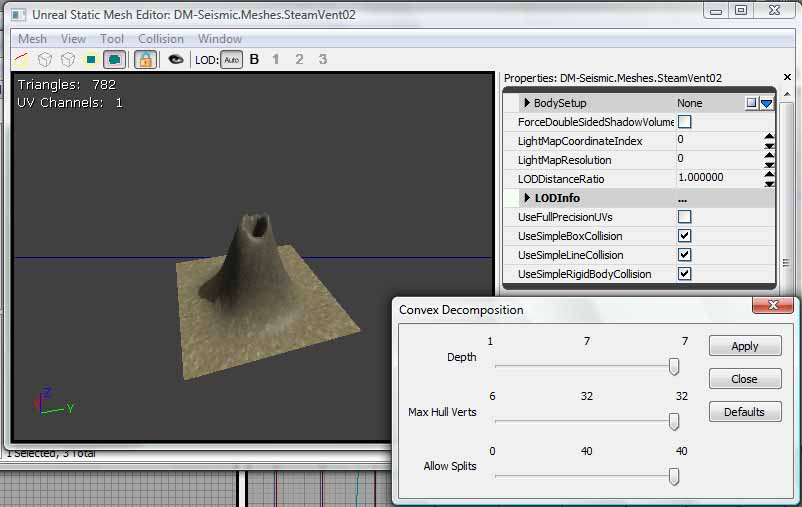 Unreal Static Mesh Editor: DM-Seismic.Meshes.SteamVent02
Mesh View Tool Collision Window
LOD: Auto B 1 2 3
Triangles: 782
UV Channels: 1
Z
Y
1 Selected, 3 Total
Properties: DM-Seismic.Meshes.SteamVent02
BodySetup None
ForceDoubleSidedShadowVolume
LightMapCoordinateIndex 0
LightMapResolution 0
LODDistanceRatio 1.000000
LODInfo ...
UseFullPrecisionUVs
UseSimpleBoxCollision
UseSimpleLineCollision
UseSimpleRigidBodyCollision
Convex Decomposition
1 7 7
Depth
6 32 32
Max Hull Verts
0 40 40
Allow Splits
Apply
Close
Defaults